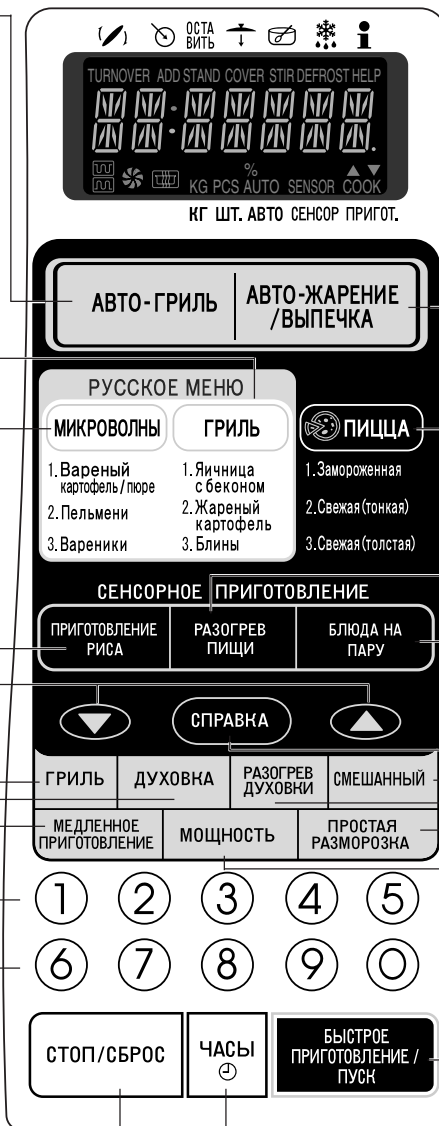 ОСТА
ВИТЬ
TURNOVER ADD STAND COVER STIR DEFROST HELP
%
KG PCS AUTO SENSOR COOK
КГ ШТ. АВТО СЕНСОР ПРИГОТ.
АВТО-ГРИЛЬ
АВТО-ЖАРЕНИЕ
/ВЫПЕЧКА
РУССКОЕ МЕНЮ
МИКРОВОЛНЫ
1. Вареный
картофель/пюре
2. Пельмени
3. Вареники
ГРИЛЬ
1. Яичница
с беконом
2. Жареный
картофель
3. Блины
ПИЦЦА
1. Замороженная
2. Свежая (тонкая)
3. Свежая (толстая)
СЕНСОРНОЕ ПРИГОТОВЛЕНИЕ
ПРИГОТОВЛЕНИЕ
РИСА
РАЗОГРЕВ
ПИЩИ
БЛЮДА НА
ПАРУ
СПРАВКА
ГРИЛЬ
ДУХОВКА
РАЗОГРЕВ
ДУХОВКИ
СМЕШАННЫЙ
МЕДЛЕННОЕ
ПРИГОТОВЛЕНИЕ
МОЩНОСТЬ
ПРОСТАЯ
РАЗМОРОЗКА
1 2 3 4 5
6 7 8 9 0
СТОП/СБРОС
ЧАСЫ
БЫСТРОЕ
ПРИГОТОВЛЕНИЕ /
ПУСК